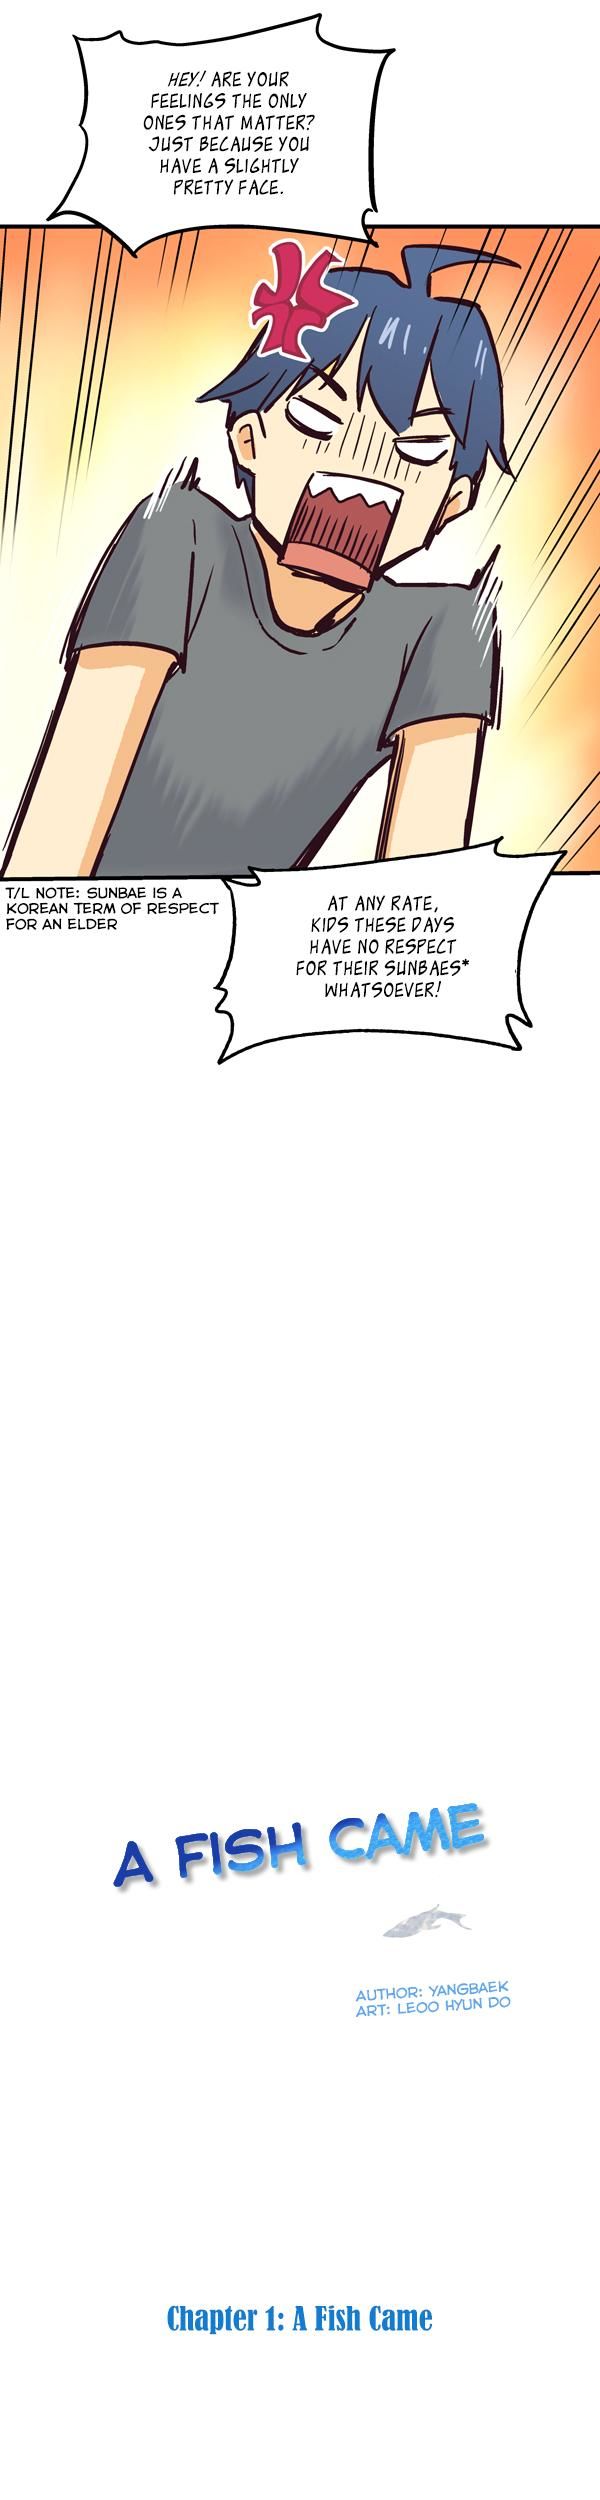 HEY! ARE YOUR
FEELINGS THE ONLY
ONES THAT MATTER?
JUST BECAUSE YOU
HAVE A SLIGHTLY
PRETTY FACE.
T/L NOTE: SUNBAE IS A
KOREAN TERM OF RESPECT
FOR AN ELDER
AT ANY RATE,
KIDS THESE DAYS
HAVE NO RESPECT
FOR THEIR SUNBAES*
WHATSOEVER!
A FISH CAME
AUTHOR: YANGBAEK
ART: LEOO HYUN DO
Chapter 1: A Fish Came